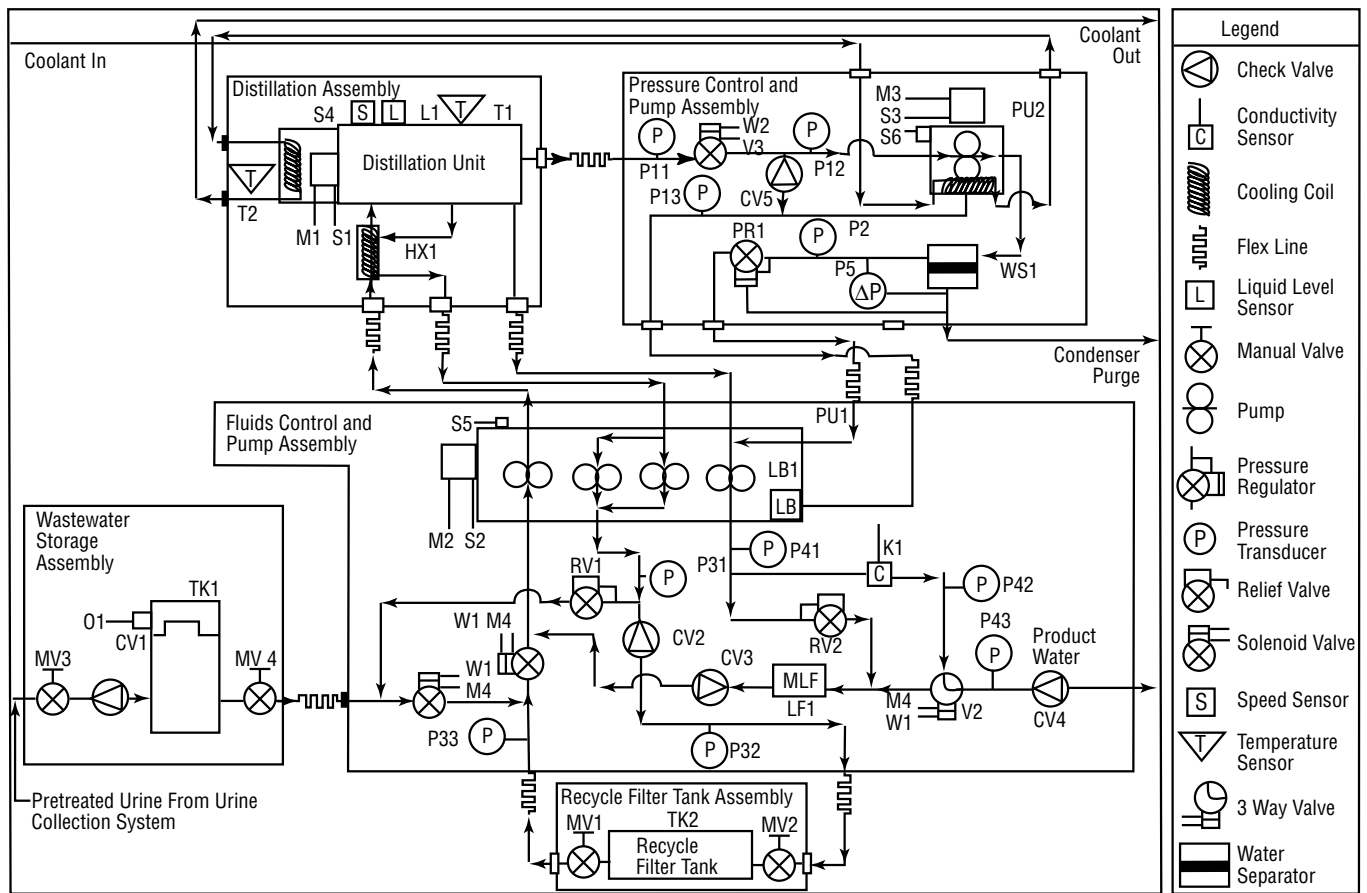 Coolant In
Coolant
Out
Distillation Assembly
S4
S
L
L1
T
T1
Distillation Unit
T
T2
M1
S1
HX1
Pressure Control and
Pump Assembly
M3
S3
S6
PU2
P
P11
W2
V3
P
P12
P13
P
CV5
P2
PR1
P
P5
ΔP
WS1
Condenser
Purge
Fluids Control and
Pump Assembly
S5
PU1
LB1
LB
M2
S2
P
P41
P31
K1
C
RV1
P
P
P42
W1
M4
CV2
RV2
P43
P
Product
Water
CV3
MLF
LF1
W1
M4
M4
W1
V2
CV4
P33
P
P
P32
Wastewater
Storage
Assembly
TK1
O1
CV1
MV3
MV 4
Pretreated Urine From Urine
Collection System
Recycle Filter Tank Assembly
TK2
MV1
MV2
Recycle
Filter Tank
Legend
Check Valve
C
Conductivity
Sensor
Cooling Coil
Flex Line
L
Liquid Level
Sensor
Manual Valve
Pump
Pressure
Regulator
P
Pressure
Transducer
Relief Valve
Solenoid Valve
S
Speed Sensor
T
Temperature
Sensor
3 Way Valve
Water
Separator